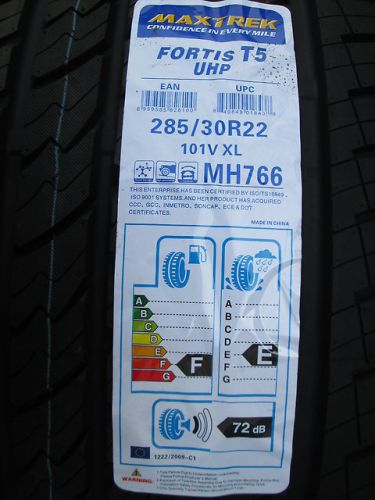 MAXTREK
CONFIDENCE IN EVERY MILE
FORTIS T5
UHP
EAN
UPC
285/30R22
101V XL
MH766
THIS ENTERPRISE HAS BEEN CERTIFIED BY ISO/TS16949 ,
ISO 9001 SYSTEMS,AND HER PRODUCT HAS ACQUIRED
CCC, GCC, INMETRO, SONCAP, ECE & DOT
CERTIFICATES.
MADE IN CHINA
A
B
C
D
E
F
G
F
A
B
C
D
E
F
G
E
72 dB
1222/2009-C1
WARNING